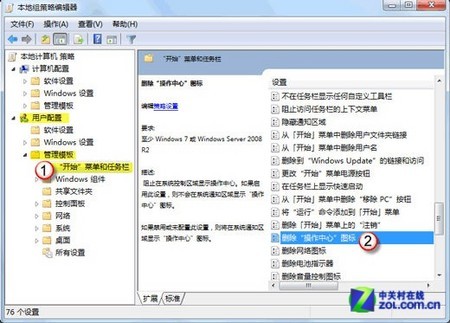 本地组策略编辑器
文件(F) 操作(A) 查看(V) 帮助(H)
本地计算机 策略
计算机配置
软件设置
Windows 设置
管理模板
用户配置
软件设置
Windows 设置
管理模板
1
"开始"菜单和任务栏
Windows 组件
共享文件夹
控制面板
网络
系统
桌面
所有设置
"开始"菜单和任务栏
删除"操作中心"图标
编辑策略设置
要求:
至少 Windows 7 或 Windows Server 2008
R2
描述:
阻止在系统控制区域显示操作中心。如果启
用此设置,则不会在系统通知区域显示"操
作中心"图标。
如果禁用或未配置此设置,则将在系统通知区
域显示"操作中心"图标。
设置
不在任务栏显示任何自定义工具栏
阻止访问任务栏的上下文菜单
隐藏通知区域
从「开始」菜单中删除用户文件夹链接
从「开始」菜单中删除用户名
删除到"Windows Update"的链接和访问
更改「开始」菜单电源按钮
在任务栏上显示快速启动
从「开始」菜单中删除"移除 PC"按钮
将"运行"命令添加到「开始」菜单
删除「开始」菜单上的"注销"
删除"操作中心"图标
2
删除网络图标
删除电池指示器
删除音量控制图标
扩展 标准
76 个设置
中关村在线
zol.com.cn